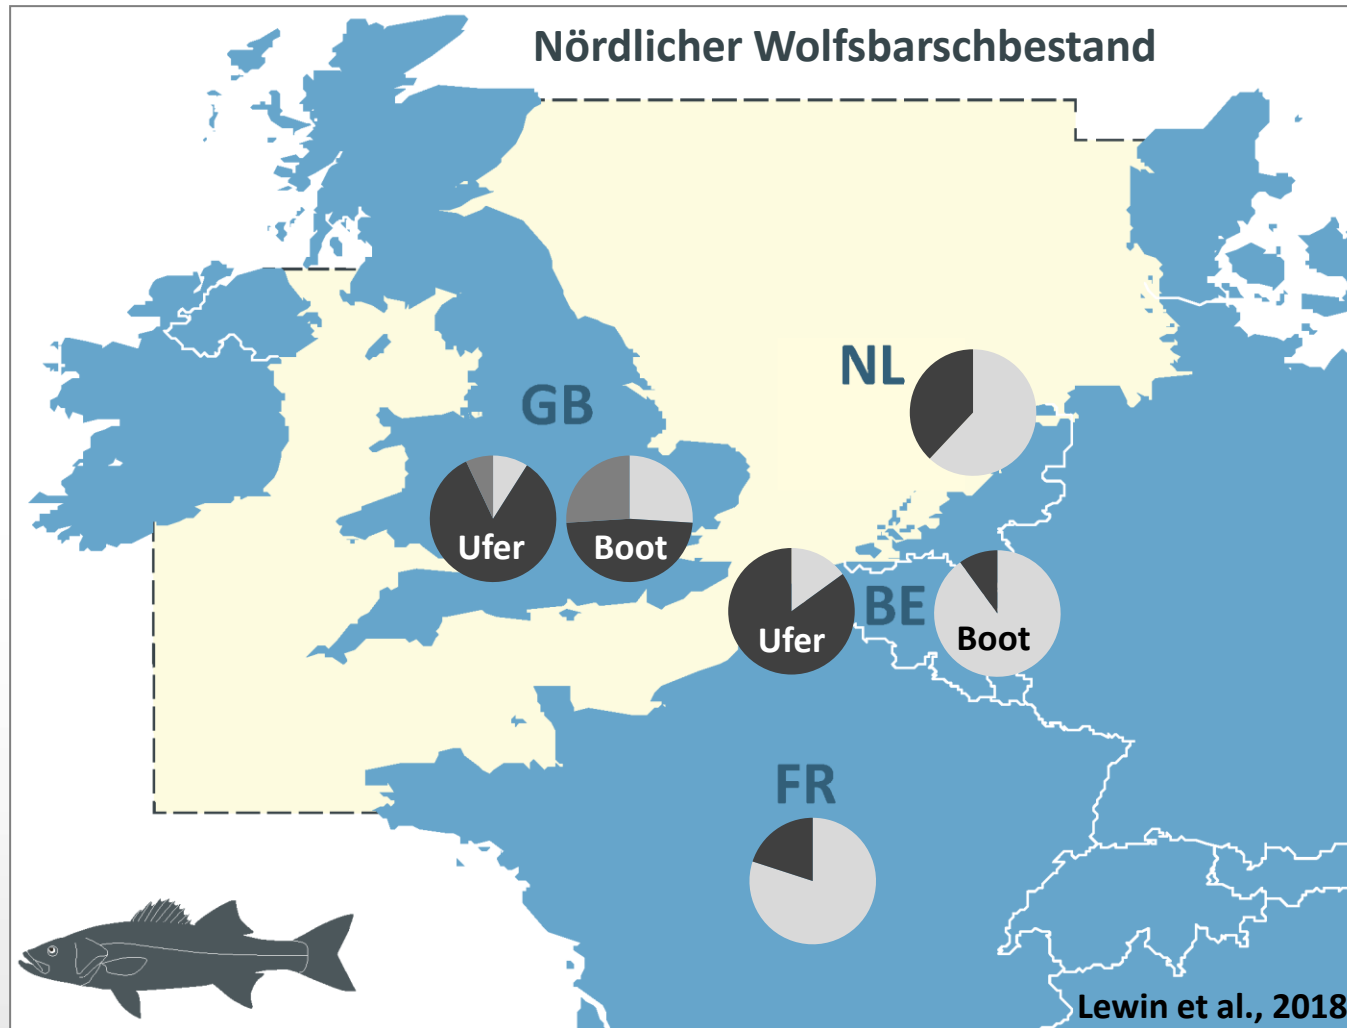 Nördlicher Wolfsbarschbestand
NL
GB
Ufer
Boot
BE
Ufer
Boot
FR
Lewin et al., 2018